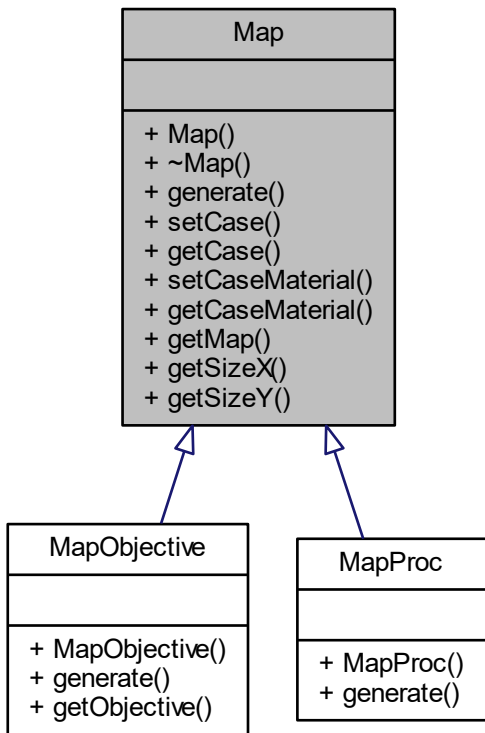 Map
+ Map()
+ ~Map()
+ generate()
+ setCase()
+ getCase()
+ setCaseMaterial()
+ getCaseMaterial()
+ getMap()
+ getSizeX()
+ getSizeY()
MapObjective
+ MapObjective()
+ generate()
+ getObjective()
MapProc
+ MapProc()
+ generate()